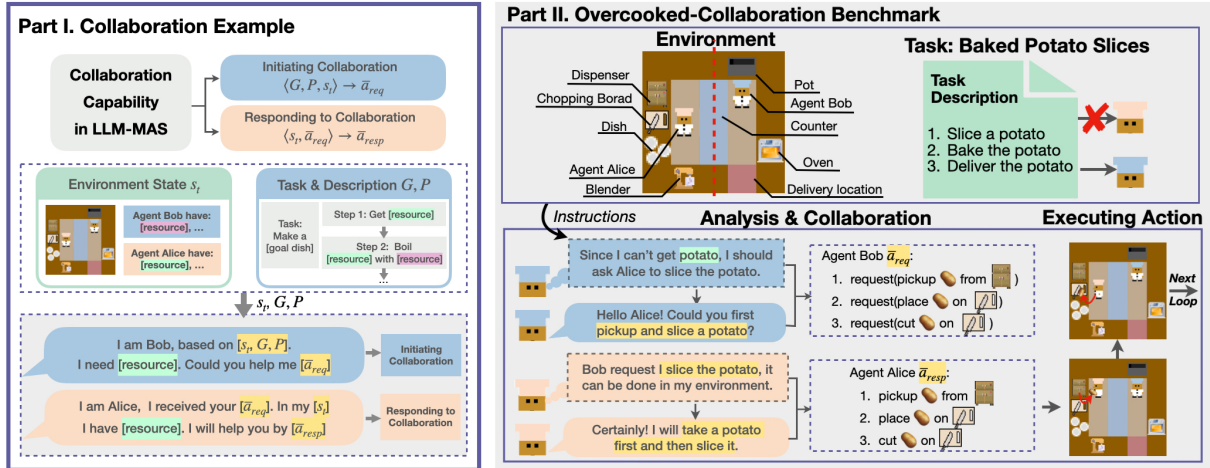 Part I. Collaboration Example
Collaboration
Capability
in LLM-MAS
Initiating Collaboration
⟨G, P, s_t⟩ → a̅_req
Responding to Collaboration
⟨s_t, a̅_req⟩ → a̅_resp
Environment State s_t
Agent Bob have:
[resource], ...
Agent Alice have:
[resource], ...
Task & Description G, P
Task:
Make a
[goal dish]
Step 1: Get [resource]
Step 2: Boil
[resource] with [resource]
...
s_t, G, P
I am Bob, based on [s_t, G, P].
I need [resource]. Could you help me [a̅_req]
Initiating
Collaboration
I am Alice, I received your [a̅_req]. In my [s_t]
I have [resource]. I will help you by [a̅_resp]
Responding to
Collaboration
Part II. Overcooked-Collaboration Benchmark
Environment
Dispenser
Chopping Borad
Dish
Agent Alice
Blender
Pot
Agent Bob
Counter
Oven
Delivery location
Task: Baked Potato Slices
Task
Description
1. Slice a potato
2. Bake the potato
3. Deliver the potato
Instructions
Analysis & Collaboration
Executing Action
Since I can't get potato, I should
ask Alice to slice the potato.
Hello Alice! Could you first
pickup and slice a potato?
Agent Bob a̅_req:
1. request(pickup from )
2. request(place on )
3. request(cut on )
Bob request I slice the potato, it
can be done in my environment.
Certainly! I will take a potato
first and then slice it.
Agent Alice a̅_resp:
1. pickup from
2. place on
3. cut on
Next
Loop